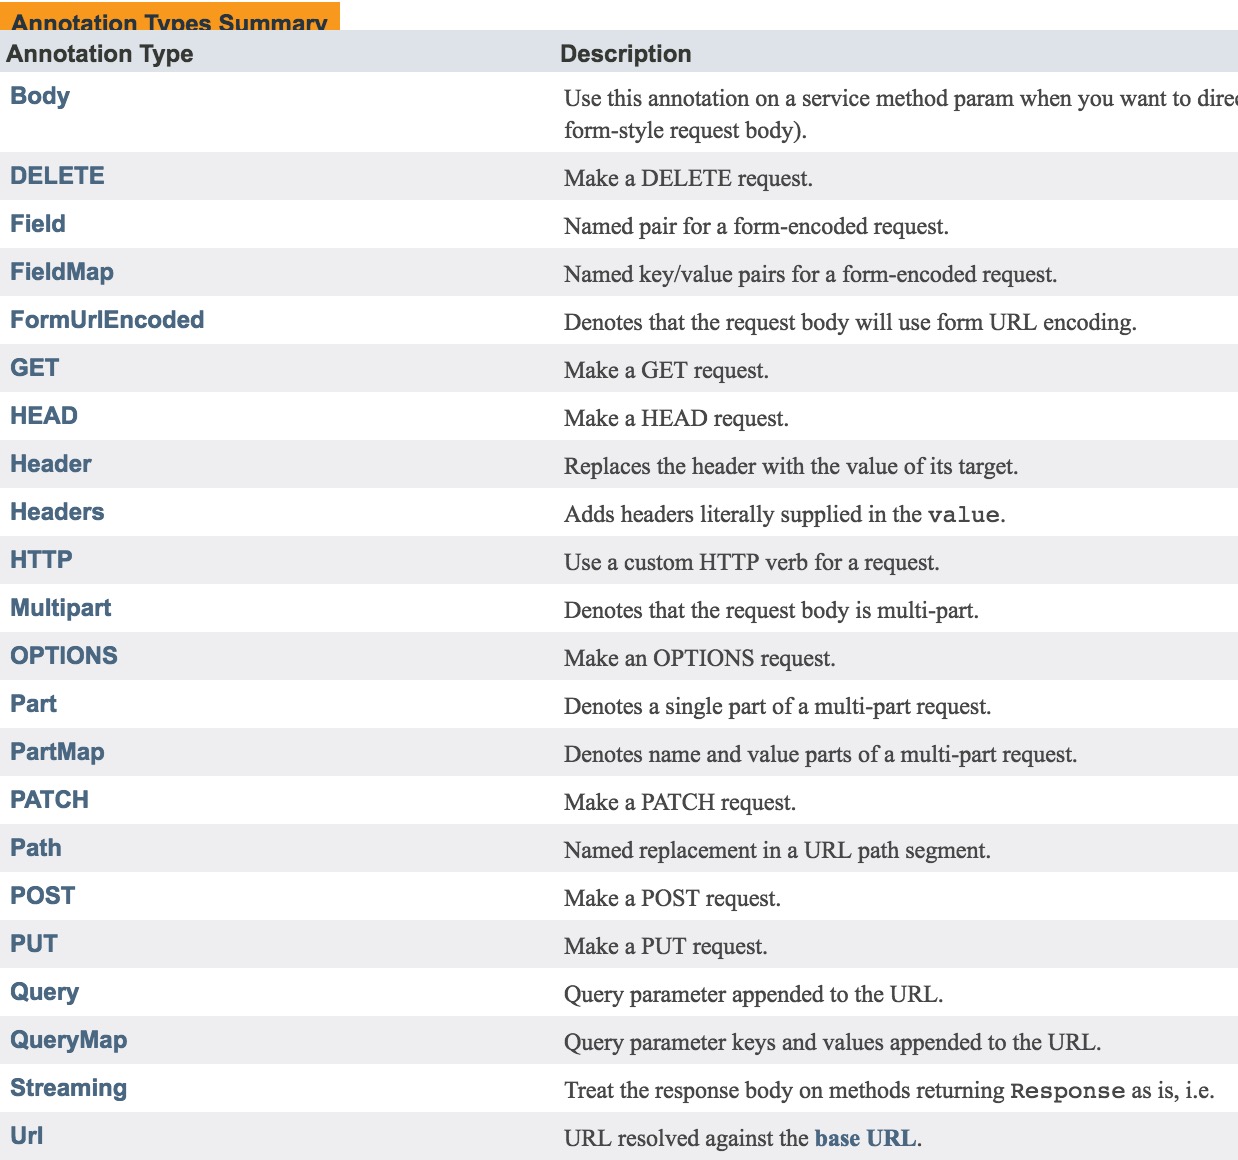 Annotation Types Summary
Annotation Type Description
Body Use this annotation on a service method param when you want to
form-style request body).
DELETE Make a DELETE request.
Field Named pair for a form-encoded request.
FieldMap Named key/value pairs for a form-encoded request.
FormUrlEncoded Denotes that the request body will use form URL encoding.
GET Make a GET request.
HEAD Make a HEAD request.
Header Replaces the header with the value of its target.
Headers Adds headers literally supplied in the value.
HTTP Use a custom HTTP verb for a request.
Multipart Denotes that the request body is multi-part.
OPTIONS Make an OPTIONS request.
Part Denotes a single part of a multi-part request.
PartMap Denotes name and value parts of a multi-part request.
PATCH Make a PATCH request.
Path Named replacement in a URL path segment.
POST Make a POST request.
PUT Make a PUT request.
Query Query parameter appended to the URL.
QueryMap Query parameter keys and values appended to the URL.
Streaming Treat the response body on methods returning Response as is, i.e.
Url URL resolved against the base URL.